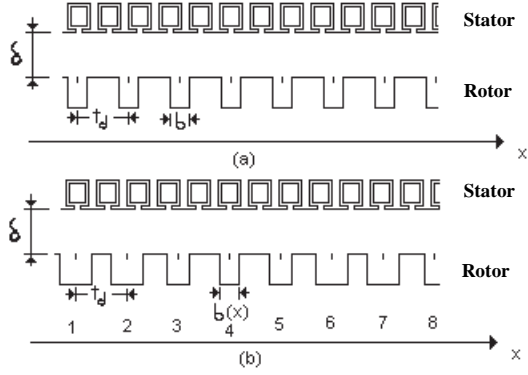 Stator
δ
Rotor
t_d
b
x
(a)
Stator
δ
Rotor
t_d
b(x)
1 2 3 4 5 6 7 8
x
(b)